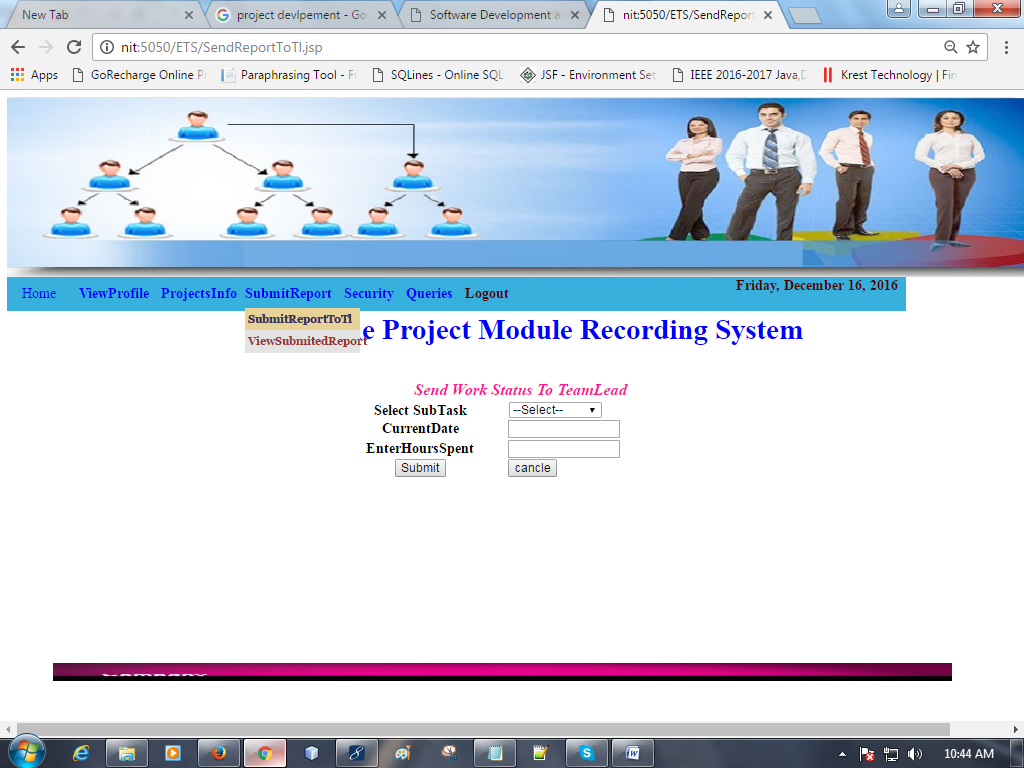 New Tab
project devlpement - Go
Software Development a
nit:5050/ETS/SendReport
nit:5050/ETS/SendReportToTl.jsp
Apps GoRecharge Online P Paraphrasing Tool - F SQLines - Online SQL JSF - Environment Set IEEE 2016-2017 Java,D Krest Technology | Fin
Home ViewProfile ProjectsInfo SubmitReport Security Queries Logout Friday, December 16, 2016
SubmitReportToTl
ViewSubmitedReport
e Project Module Recording System
Send Work Status To TeamLead
Select SubTask --Select--
CurrentDate
EnterHoursSpent
Submit cancle
10:44 AM